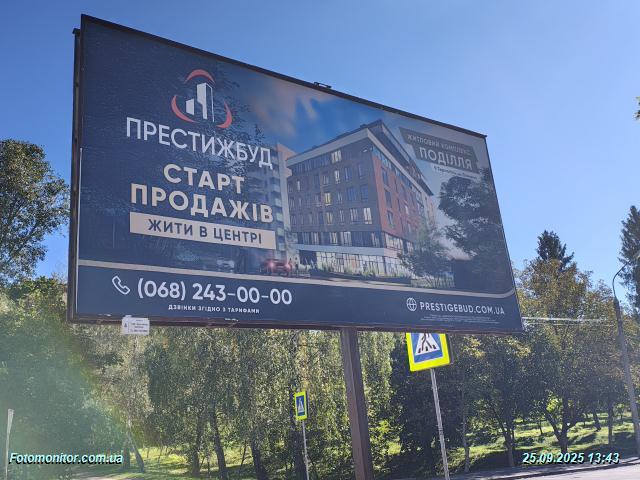 ПРЕСТИЖБУД
СТАРТ
ПРОДАЖІВ
ЖИТИ В ЦЕНТРІ
ЖИТЛОВИЙ КОМПЛЕКС
ПОДІЛЛЯ
(068) 243-00-00
ДЗВІНКИ ЗГІДНО З ТАРИФАМИ
PRESTIGEBUD.COM.UA
Fotomonitor.com.ua
25.09.2025 13:43